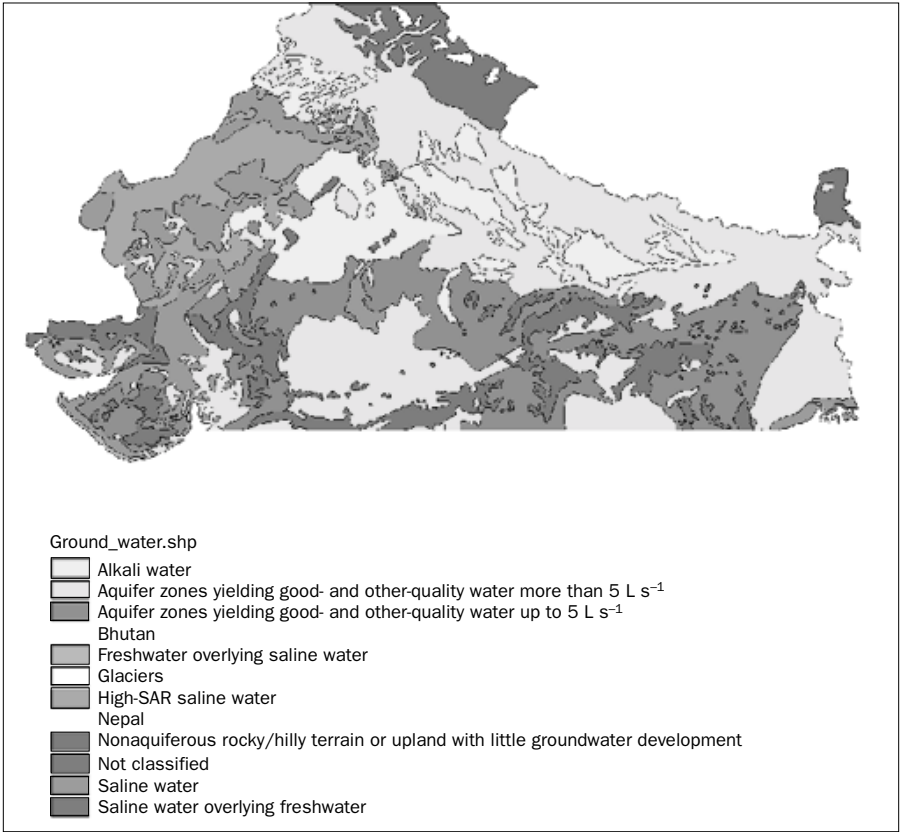 Ground_water.shp
Alkali water
Aquifer zones yielding good- and other-quality water more than 5 L s⁻¹
Aquifer zones yielding good- and other-quality water up to 5 L s⁻¹
Bhutan
Freshwater overlying saline water
Glaciers
High-SAR saline water
Nepal
Nonaquiferous rocky/hilly terrain or upland with little groundwater development
Not classified
Saline water
Saline water overlying freshwater